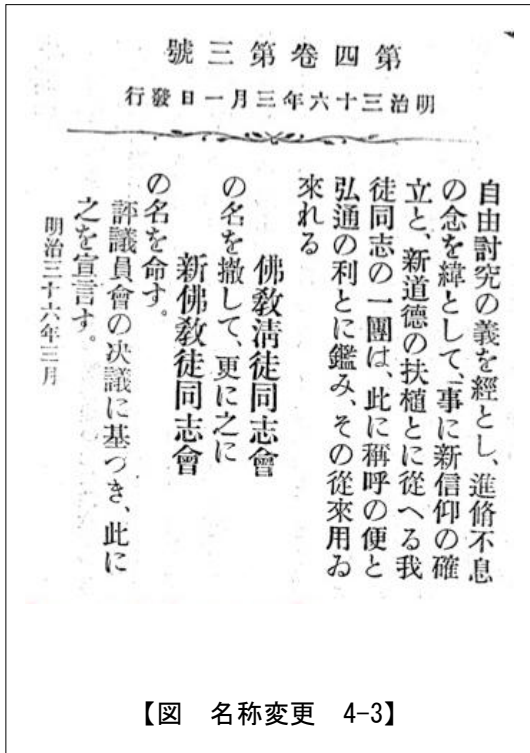 第四卷第三號
明治三十六年三月一日發行
自由討究の義を經とし、進脩不息
の念を緯として、事に新信仰の確
立と、新道德の扶植とに從へる我
徒同志の一團は、此に稱呼の便と
弘通の利とに鑑み、その從來用ゐ
來れる
佛敎淸徒同志會
の名を撤して、更に之に
新佛敎徒同志會
の名を命す。
評議員會の决議に基づき、此に
之を宣言す。
明治三十六年三月
【図 名称変更 4-3】